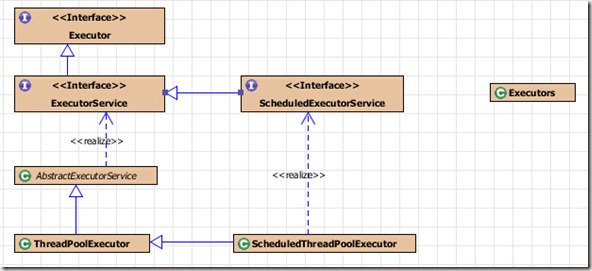 <<Interface>>
Executor
<<Interface>>
ExecutorService
<<Interface>>
ScheduledExecutorService
Executors
<<realize>>
AbstractExecutorService
<<realize>>
ThreadPoolExecutor
ScheduledThreadPoolExecutor